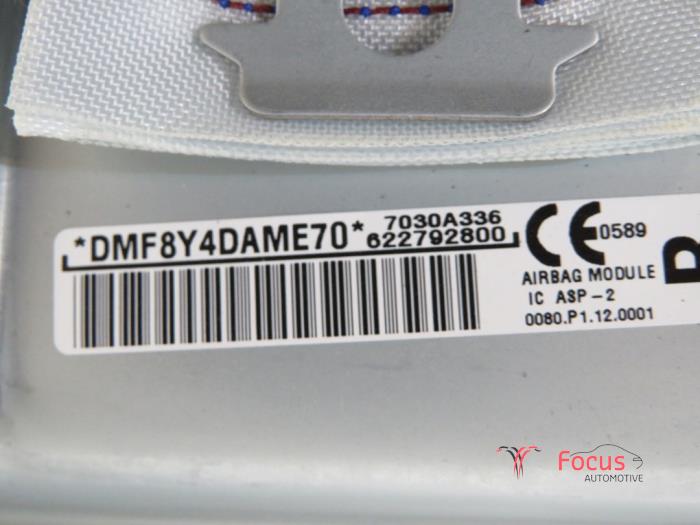 *DMF8Y4DAME70*
7030A336
622792800
CE 0589
AIRBAG MODULE
IC ASP-2
0080.P1.12.0001
Focus
AUTOMOTIVE